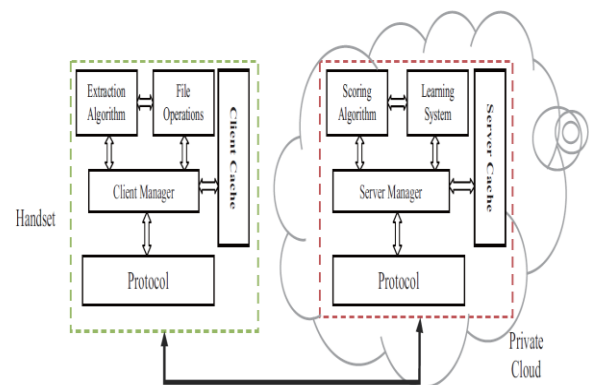 Extraction
Algorithm
File
Operations
Client Cache
Client Manager
Protocol
Handset
Scoring
Algorithm
Learning
System
Server Cache
Server Manager
Protocol
Private
Cloud